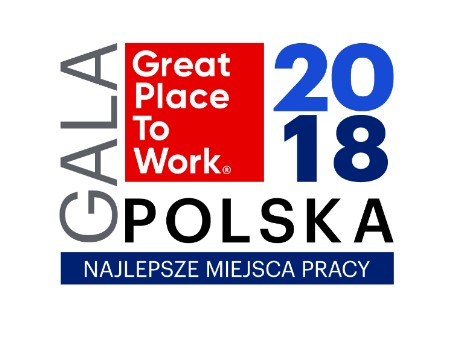 GALA
Great
Place
To
Work®
2018
POLSKA
NAJLEPSZE MIEJSCA PRACY